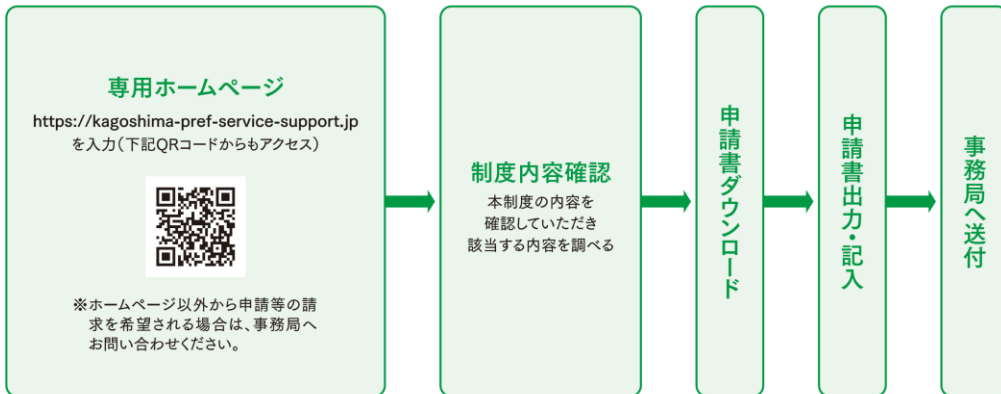 専用ホームページ
https://kagoshima-pref-service-support.jp
を入力（下記QRコードからもアクセス）
※ホームページ以外から申請等の請
求を希望される場合は、事務局へ
お問い合わせください。
制度内容確認
本制度の内容を
確認していただき
該当する内容を調べる
申請書ダウンロード
申請書出力・記入
事務局へ送付